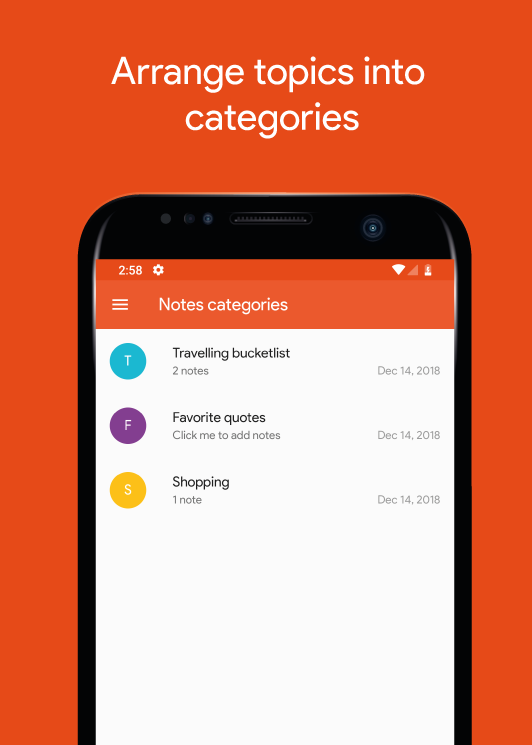 Arrange topics into
categories
2:58
Notes categories
T
Travelling bucketlist
2 notes
Dec 14, 2018
F
Favorite quotes
Click me to add notes
Dec 14, 2018
S
Shopping
1 note
Dec 14, 2018